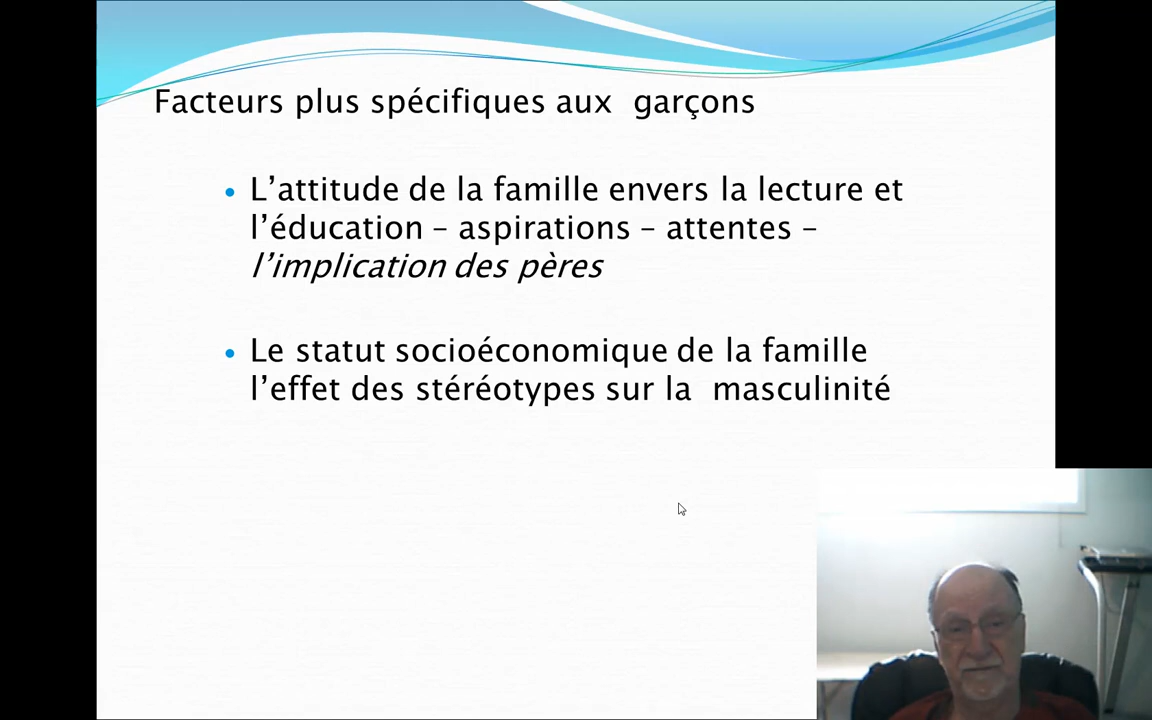 Facteurs plus spécifiques aux  garçons
• L’attitude de la famille envers la lecture et
l’éducation – aspirations – attentes –
l’implication des pères
• Le statut socioéconomique de la famille
l’effet des stéréotypes sur la  masculinité